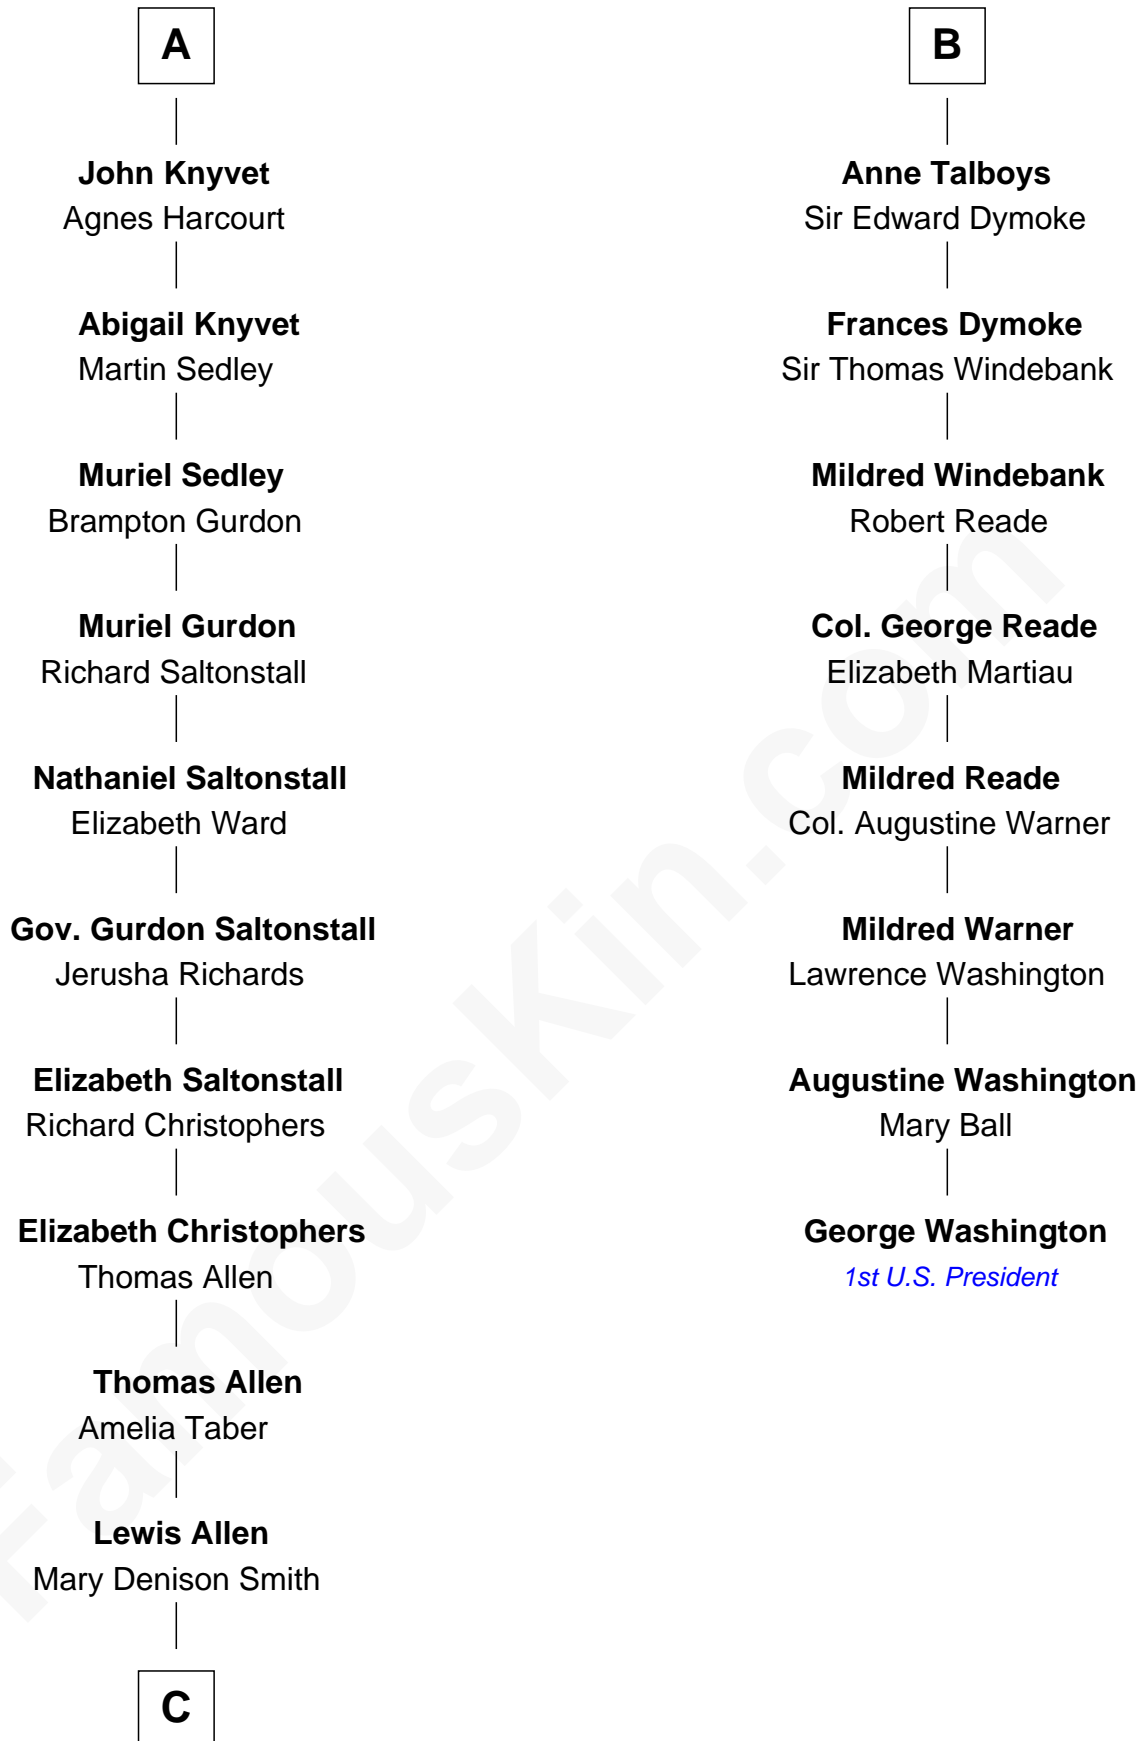 A
John Knyvet
Agnes Harcourt
Abigail Knyvet
Martin Sedley
Muriel Sedley
Brampton Gurdon
Muriel Gurdon
Richard Saltonstall
Nathaniel Saltonstall
Elizabeth Ward
Gov. Gurdon Saltonstall
Jerusha Richards
Elizabeth Saltonstall
Richard Christophers
Elizabeth Christophers
Thomas Allen
Thomas Allen
Amelia Taber
Lewis Allen
Mary Denison Smith
C
B
Anne Talboys
Sir Edward Dymoke
Frances Dymoke
Sir Thomas Windebank
Mildred Windebank
Robert Reade
Col. George Reade
Elizabeth Martiau
Mildred Reade
Col. Augustine Warner
Mildred Warner
Lawrence Washington
Augustine Washington
Mary Ball
George Washington
1st U.S. President
FamousKin.com